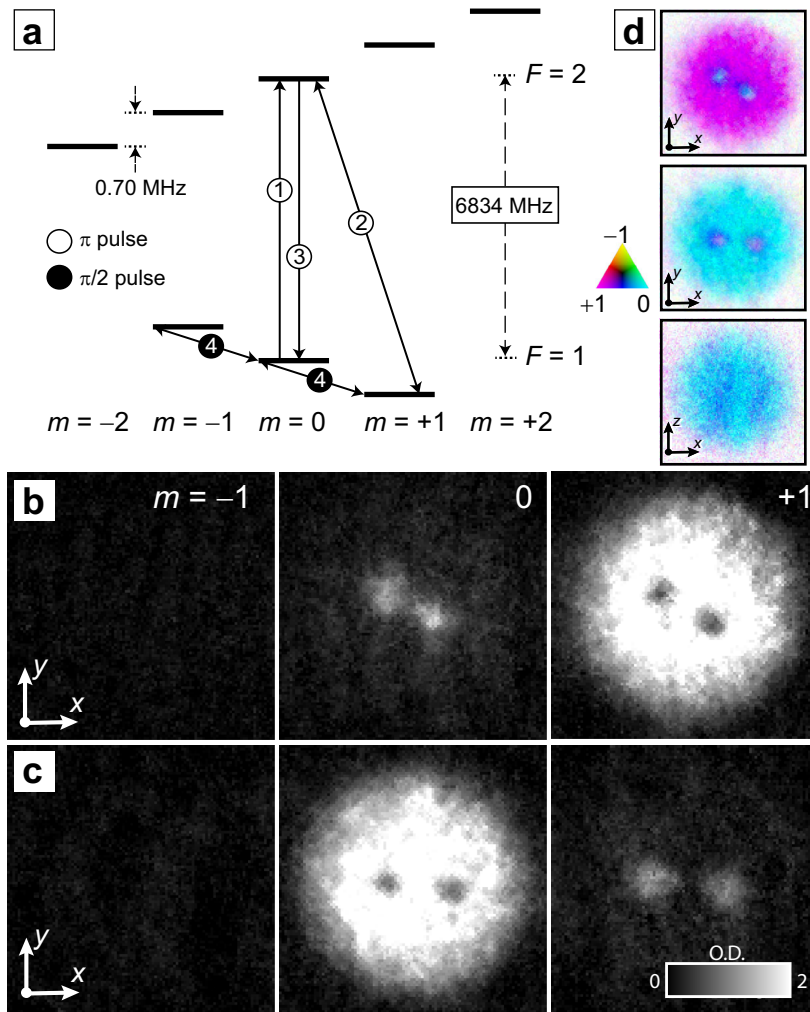 a
d
F = 2
y
x
0.70 MHz
1
2
6834 MHz
3
π pulse
π/2 pulse
−1
+1 0
y
x
4
4
F = 1
z
x
m = −2 m = −1 m = 0 m = +1 m = +2
b
m = −1 0 +1
y
x
c
y
x
O.D.
0 2